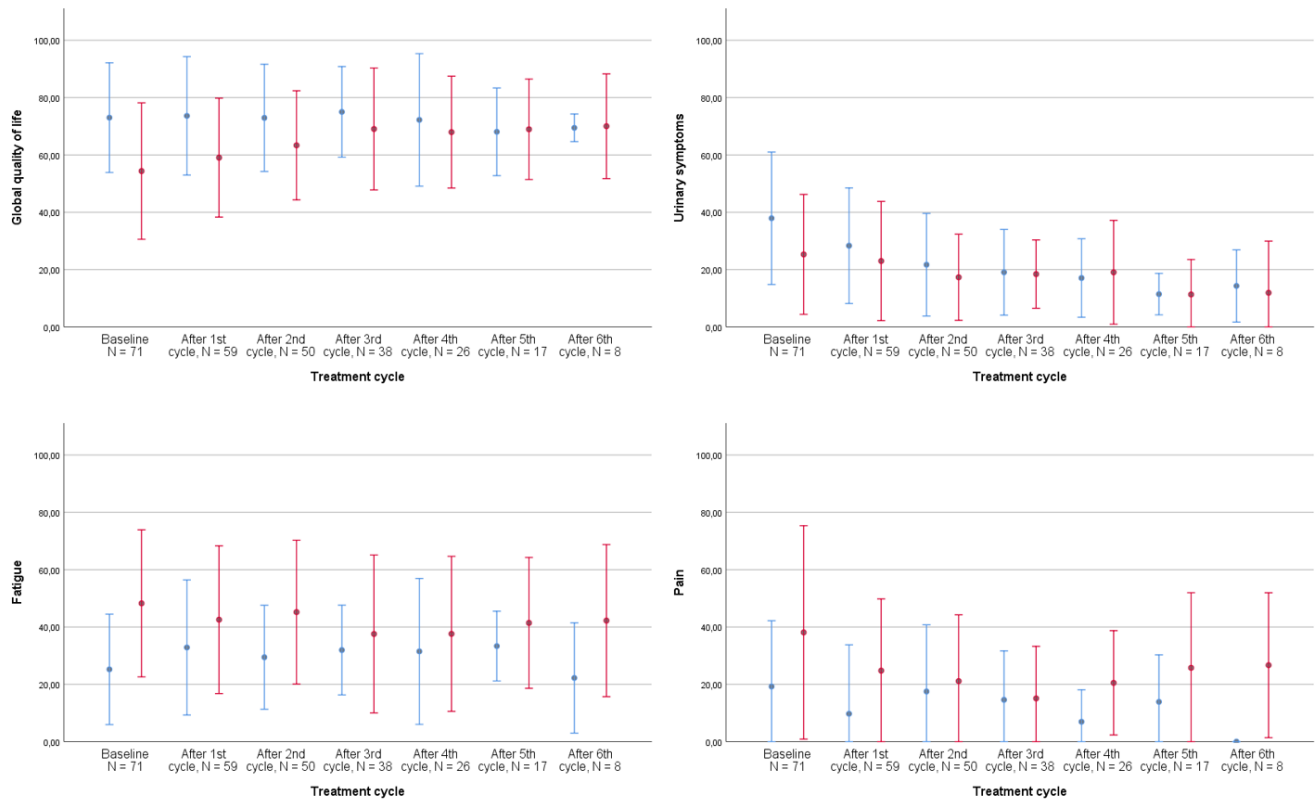 100,00
80,00
60,00
40,00
20,00
0,00
Global quality of life
Baseline After 1st After 2nd After 3rd After 4th After 5th After 6th
N = 71 cycle, N = 59 cycle, N = 50 cycle, N = 38 cycle, N = 26 cycle, N = 17 cycle, N = 8
Treatment cycle
100,00
80,00
60,00
40,00
20,00
0,00
Urinary symptoms
Baseline After 1st After 2nd After 3rd After 4th After 5th After 6th
N = 71 cycle, N = 59 cycle, N = 50 cycle, N = 38 cycle, N = 26 cycle, N = 17 cycle, N = 8
Treatment cycle
100,00
80,00
60,00
40,00
20,00
0,00
Fatigue
Baseline After 1st After 2nd After 3rd After 4th After 5th After 6th
N = 71 cycle, N = 59 cycle, N = 50 cycle, N = 38 cycle, N = 26 cycle, N = 17 cycle, N = 8
Treatment cycle
100,00
80,00
60,00
40,00
20,00
0,00
Pain
Baseline After 1st After 2nd After 3rd After 4th After 5th After 6th
N = 71 cycle, N = 59 cycle, N = 50 cycle, N = 38 cycle, N = 26 cycle, N = 17 cycle, N = 8
Treatment cycle